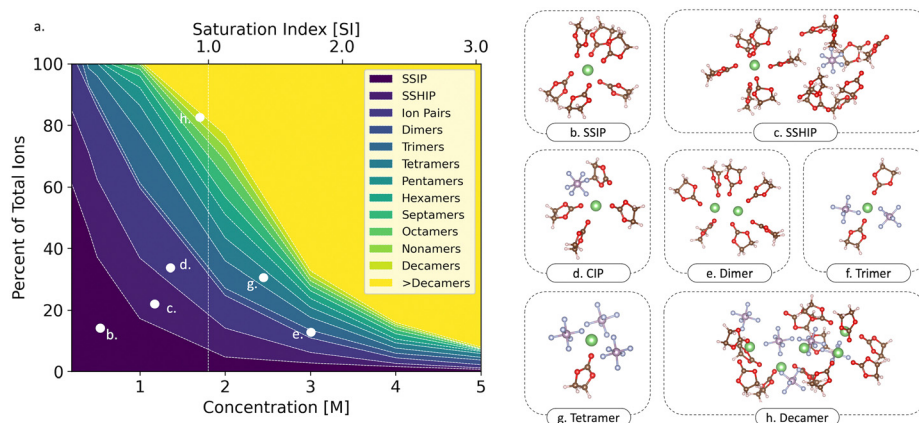 a.
Saturation Index [SI]
1.0 2.0 3.0
Percent of Total Ions
100
80
60
40
20
0
SSIP
SSHIP
Ion Pairs
Dimers
Trimers
Tetramers
Pentamers
Hexamers
Septamers
Octamers
Nonamers
Decamers
>Decamers
h.
d.
g.
c.
b.
e.
1 2 3 4 5
Concentration [M]
b. SSIP
c. SSHIP
d. CIP
e. Dimer
f. Trimer
g. Tetramer
h. Decamer